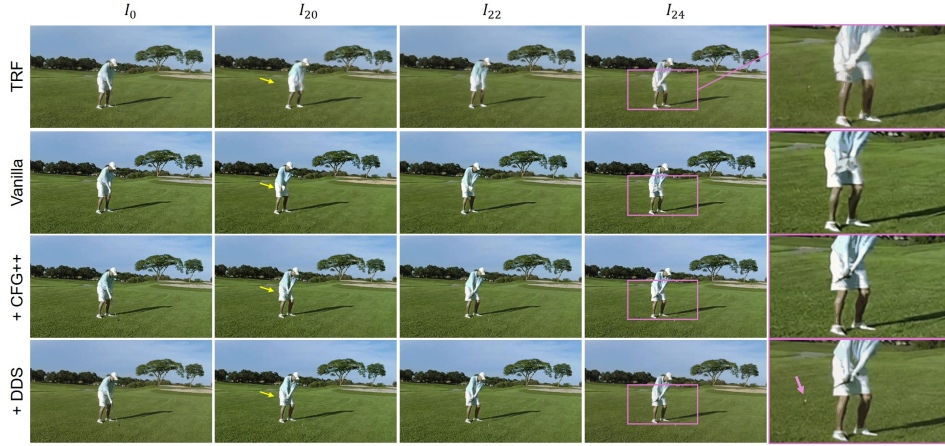 I₀ I₂₀ I₂₂ I₂₄
TRF
Vanilla
+ CFG++
+ DDS